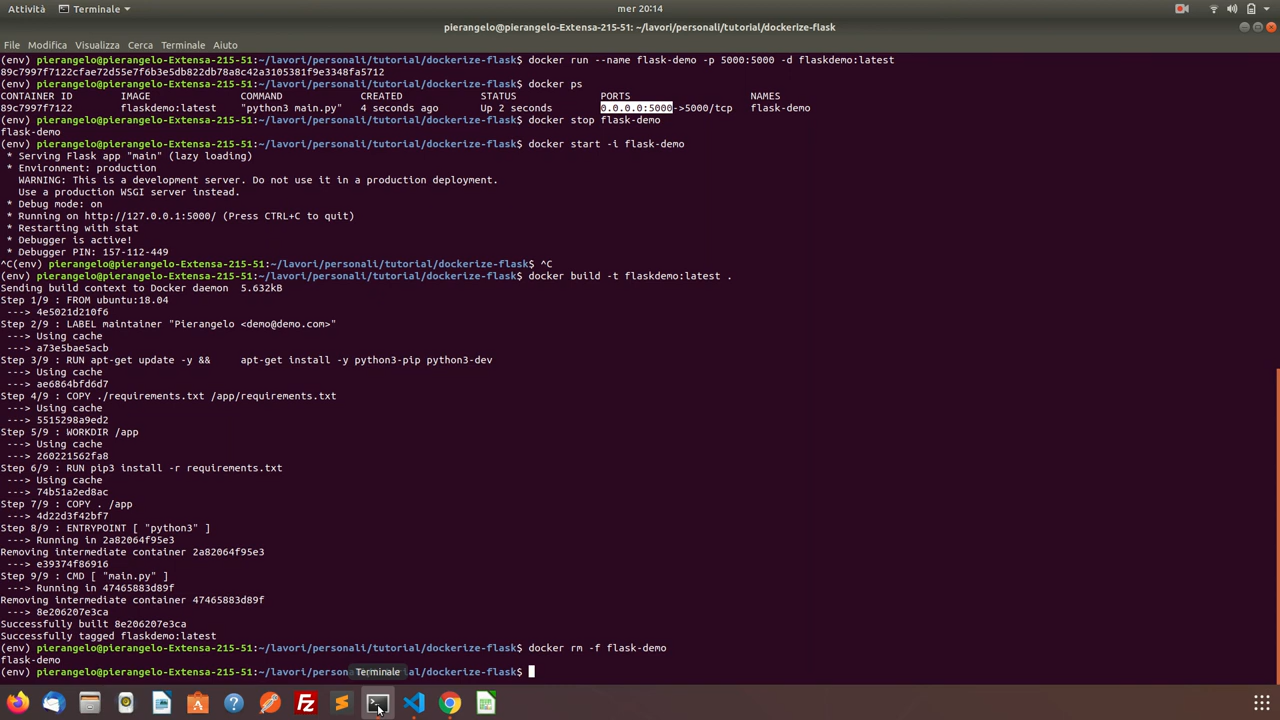 Attività Terminale mer 20:14
pierangelo@pierangelo-Extensa-215-51: ~/lavori/personali/tutorial/dockerize-flask
File Modifica Visualizza Cerca Terminale Aiuto
(env) pierangelo@pierangelo-Extensa-215-51:~/lavori/personali/tutorial/dockerize-flask$ docker run --name flask-demo -p 5000:5000 -d flaskdemo:latest
89c7997f7122cfae72d55e7f6b3e5db822db78a8c42a3105381f9e3348fa5712
(env) pierangelo@pierangelo-Extensa-215-51:~/lavori/personali/tutorial/dockerize-flask$ docker ps
CONTAINER ID IMAGE COMMAND CREATED STATUS PORTS NAMES
89c7997f7122 flaskdemo:latest "python3 main.py" 4 seconds ago Up 2 seconds 0.0.0.0:5000->5000/tcp flask-demo
(env) pierangelo@pierangelo-Extensa-215-51:~/lavori/personali/tutorial/dockerize-flask$ docker stop flask-demo
flask-demo
(env) pierangelo@pierangelo-Extensa-215-51:~/lavori/personali/tutorial/dockerize-flask$ docker start -i flask-demo
* Serving Flask app "main" (lazy loading)
* Environment: production
WARNING: This is a development server. Do not use it in a production deployment.
Use a production WSGI server instead.
* Debug mode: on
* Running on http://127.0.0.1:5000/ (Press CTRL+C to quit)
* Restarting with stat
* Debugger is active!
* Debugger PIN: 157-112-449
^C(env) pierangelo@pierangelo-Extensa-215-51:~/lavori/personali/tutorial/dockerize-flask$ ^C
(env) pierangelo@pierangelo-Extensa-215-51:~/lavori/personali/tutorial/dockerize-flask$ docker build -t flaskdemo:latest .
Sending build context to Docker daemon 5.632kB
Step 1/9 : FROM ubuntu:18.04
---> 4e5021d210f6
Step 2/9 : LABEL maintainer "Pierangelo <demo@demo.com>"
---> Using cache
---> a73e5bae5acb
Step 3/9 : RUN apt-get update -y && apt-get install -y python3-pip python3-dev
---> Using cache
---> ae6864bfd6d7
Step 4/9 : COPY ./requirements.txt /app/requirements.txt
---> Using cache
---> 5515298a9ed2
Step 5/9 : WORKDIR /app
---> Using cache
---> 260221562fa8
Step 6/9 : RUN pip3 install -r requirements.txt
---> Using cache
---> 74b51a2ed8ac
Step 7/9 : COPY . /app
---> 4d22d3f42bf7
Step 8/9 : ENTRYPOINT [ "python3" ]
---> Running in 2a82064f95e3
Removing intermediate container 2a82064f95e3
---> e39374f86916
Step 9/9 : CMD [ "main.py" ]
---> Running in 47465883d89f
Removing intermediate container 47465883d89f
---> 8e206207e3ca
Successfully built 8e206207e3ca
Successfully tagged flaskdemo:latest
(env) pierangelo@pierangelo-Extensa-215-51:~/lavori/personali/tutorial/dockerize-flask$ docker rm -f flask-demo
flask-demo
(env) pierangelo@pierangelo-Extensa-215-51:~/lavori/personali/tutorial/dockerize-flask$
Terminale